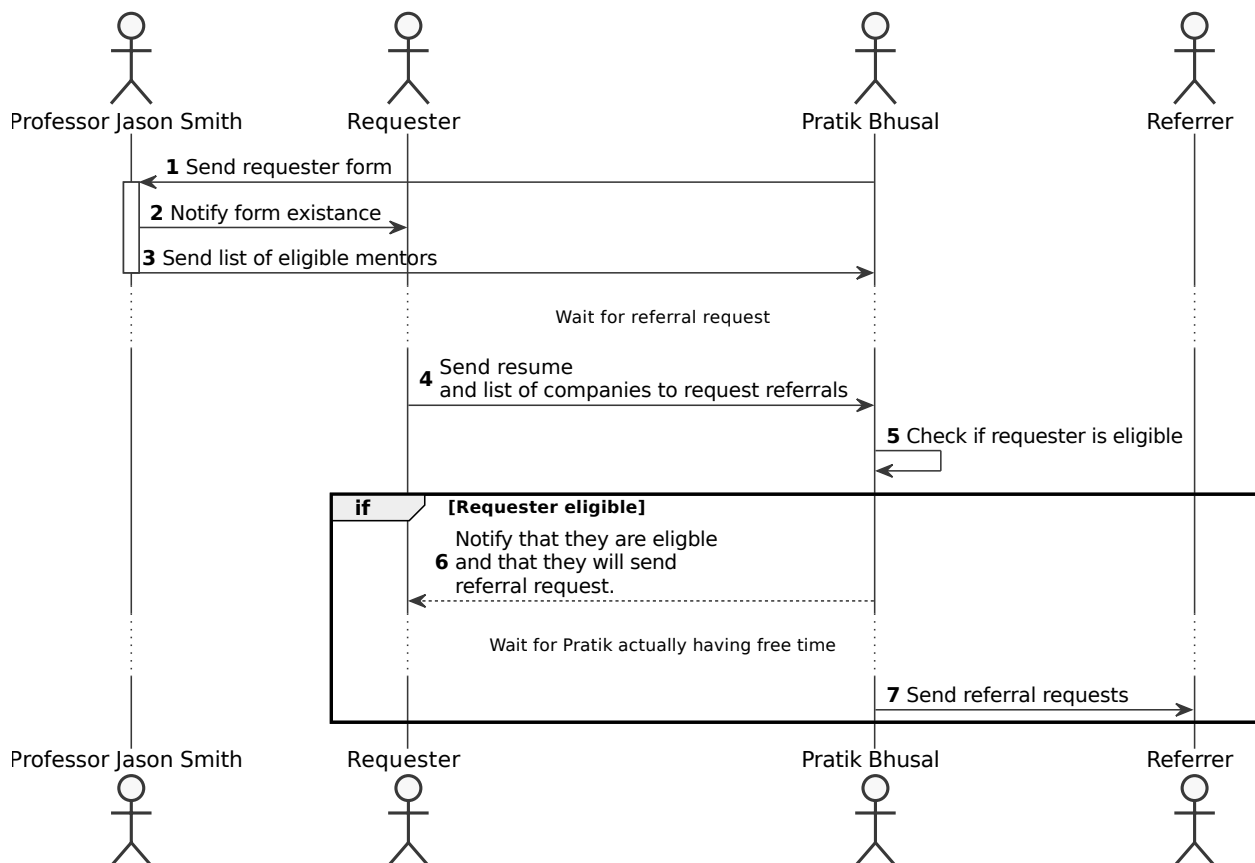 Professor Jason Smith
Requester
Pratik Bhusal
Referrer
1 Send requester form
2 Notify form existance
3 Send list of eligible mentors
Wait for referral request
4 Send resume
and list of companies to request referrals
5 Check if requester is eligible
if [Requester eligible]
Notify that they are eligble
6 and that they will send
referral request.
Wait for Pratik actually having free time
7 Send referral requests
Professor Jason Smith
Requester
Pratik Bhusal
Referrer